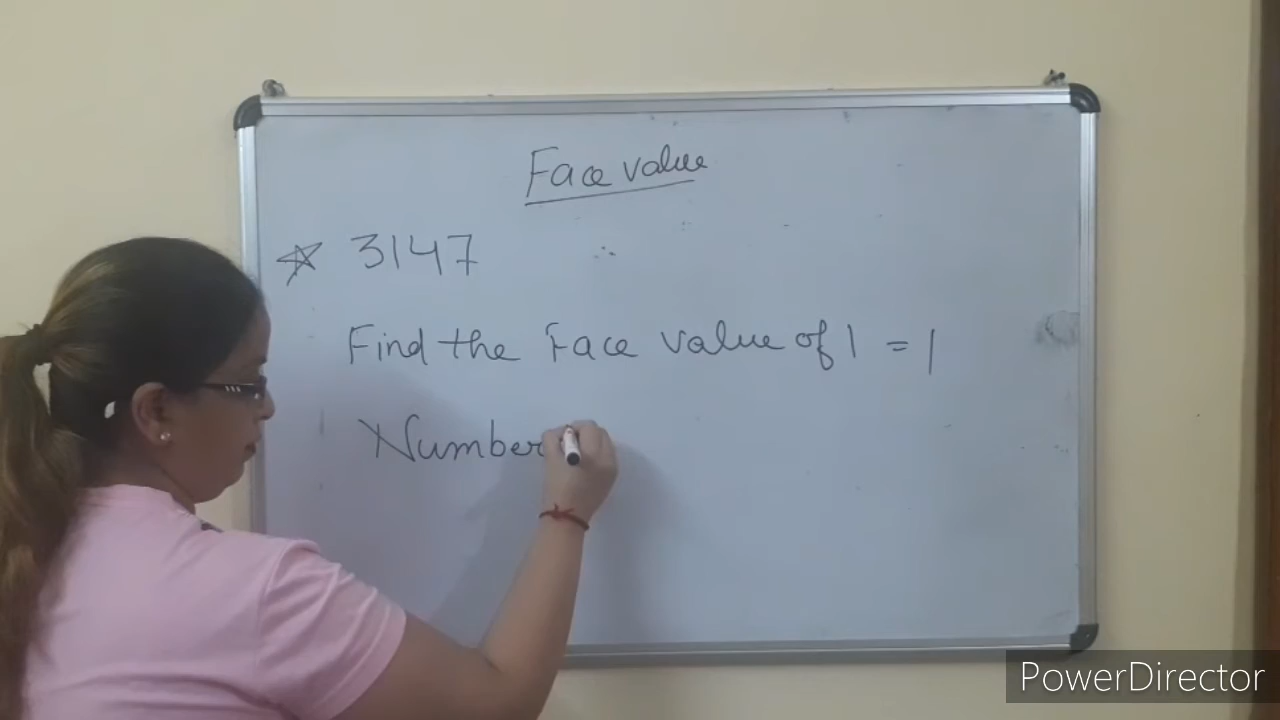 Face value
☆ 3147
Find the Face value of 1 = 1
Number
PowerDirector